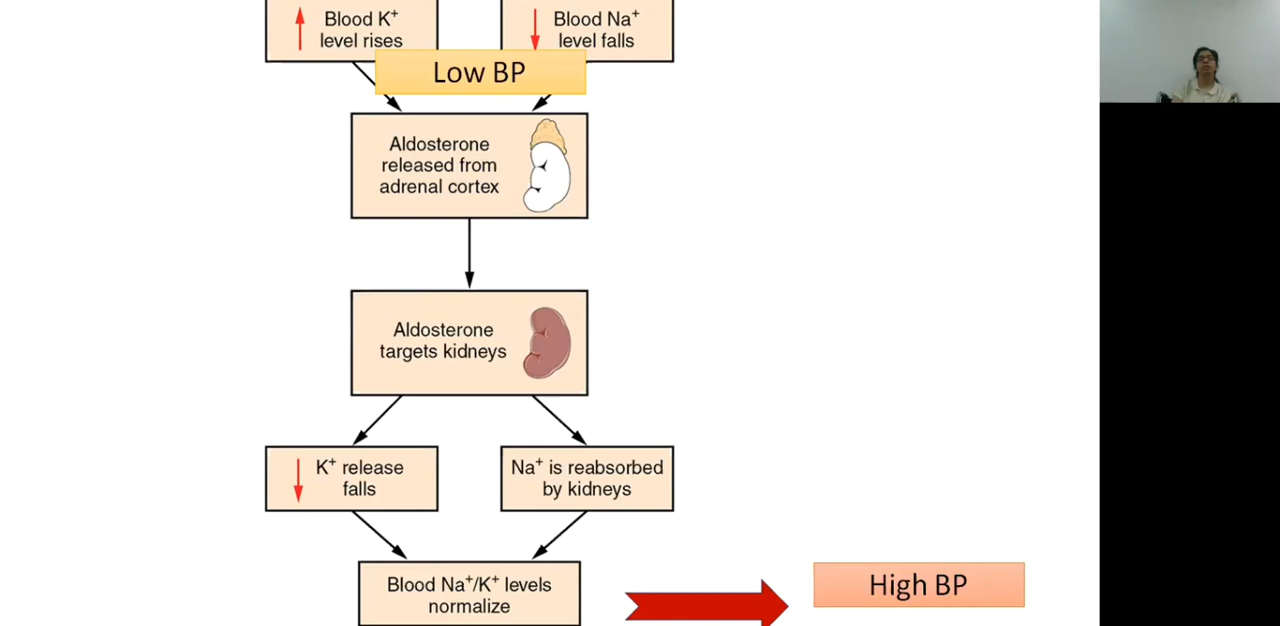 Blood K⁺
level rises
Blood Na⁺
level falls
Low BP
Aldosterone
released from
adrenal cortex
Aldosterone
targets kidneys
K⁺ release
falls
Na⁺ is reabsorbed
by kidneys
Blood Na⁺/K⁺ levels
normalize
High BP